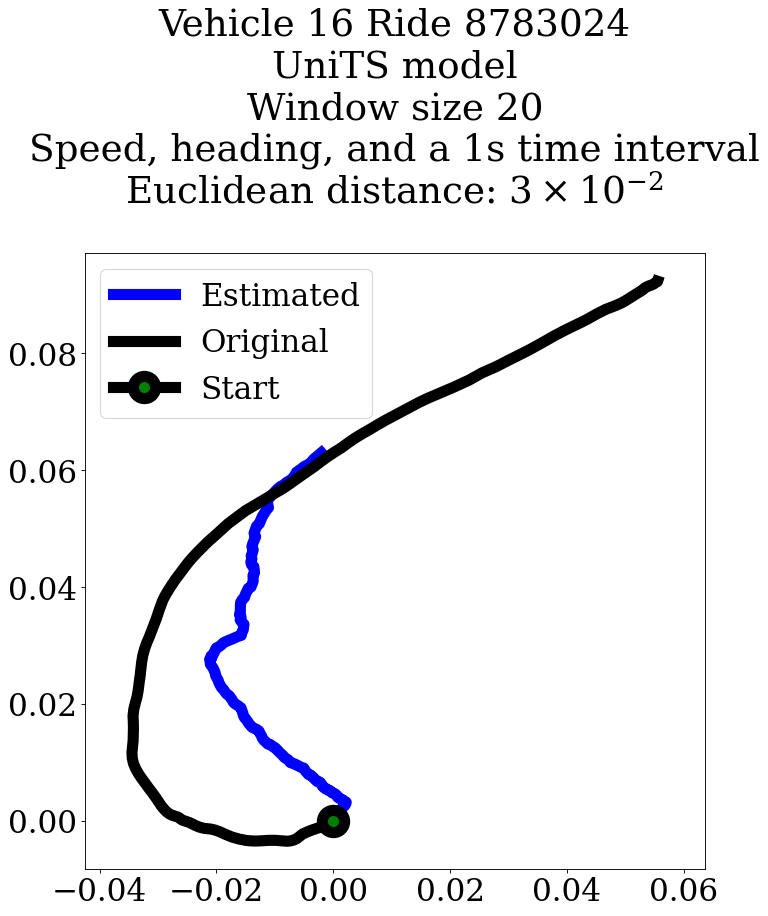 Vehicle 16 Ride 8783024
UniTS model
Window size 20
Speed, heading, and a 1s time interval
Euclidean distance: 3 × 10⁻²
Estimated
Original
Start
0.08
0.06
0.04
0.02
0.00
−0.04 −0.02 0.00 0.02 0.04 0.06